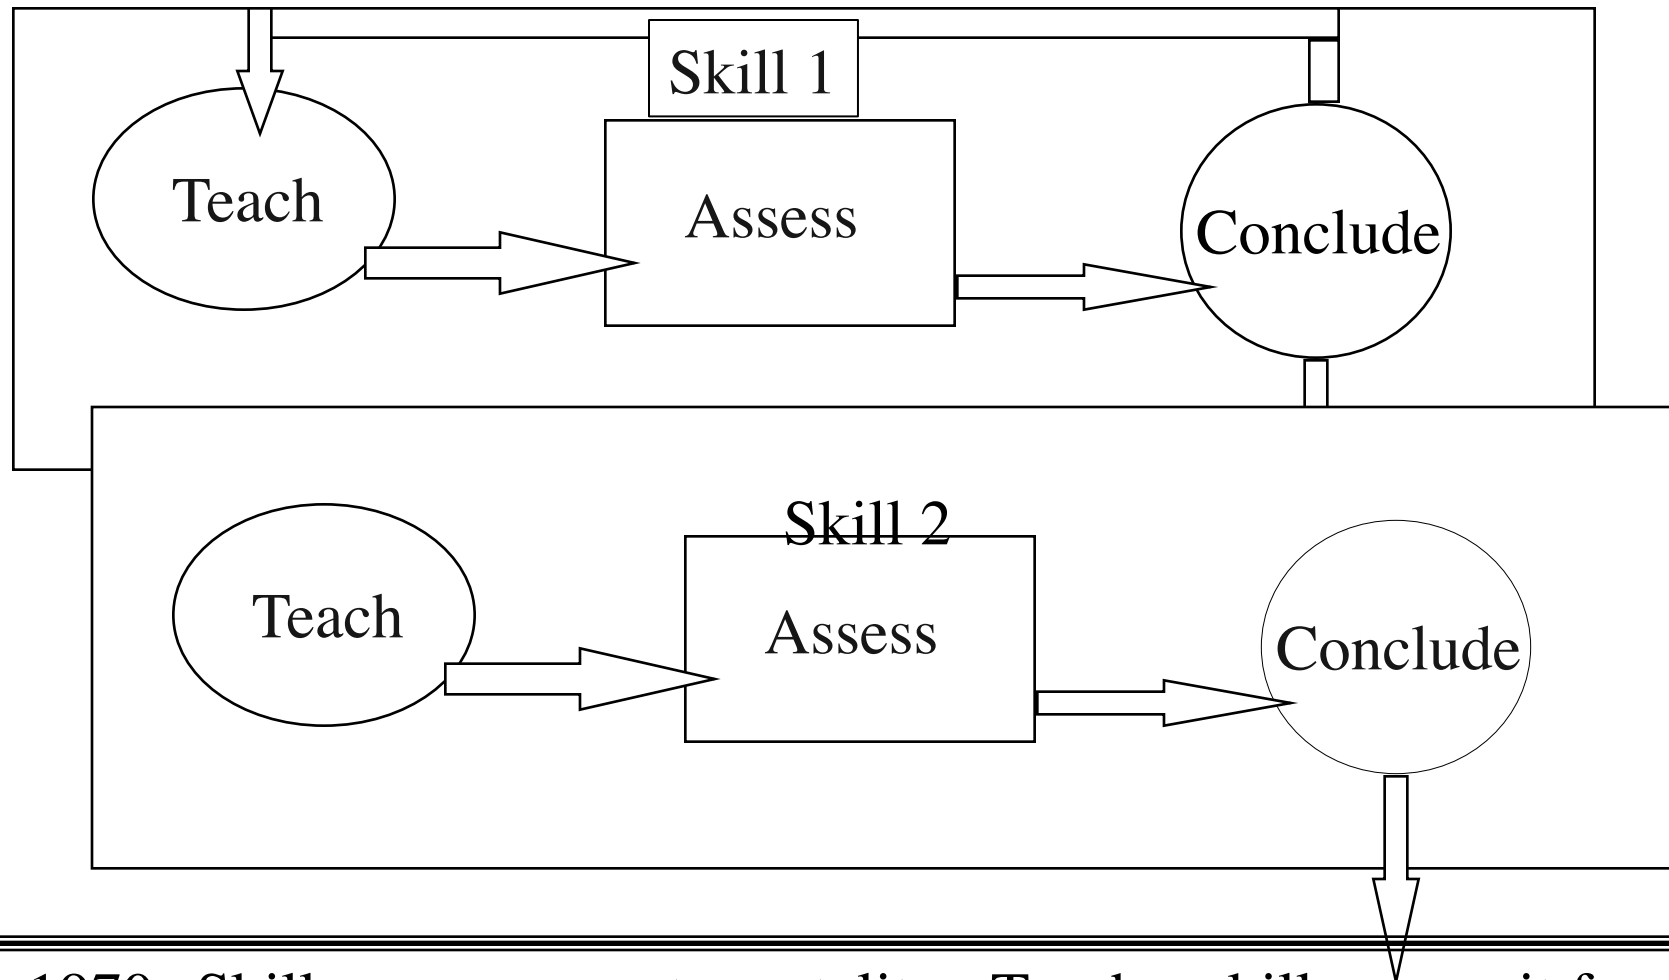 Skill 1
Teach
Assess
Conclude
Skill 2
Teach
Assess
Conclude